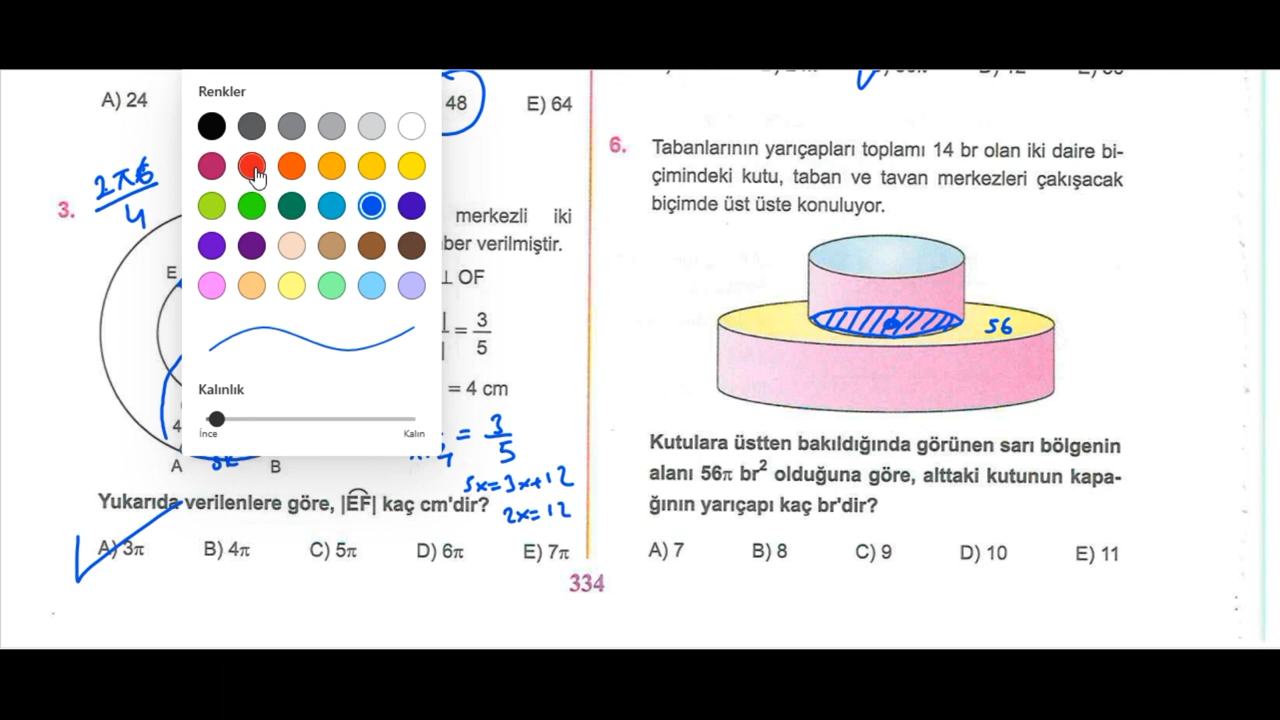 A) 24
48
E) 64
Renkler
2π6
4
3.
merkezli iki
ber verilmiştir.
E
⊥ OF
= 3
5
= 4 cm
Kalınlık
İnce
Kalın
4
= 3
5
A
B
5x=3x+12
2x=12
Yukarıda verilenlere göre, |EF| kaç cm'dir?
A) 3π
B) 4π
C) 5π
D) 6π
E) 7π
334
6. Tabanlarının yarıçapları toplamı 14 br olan iki daire bi-
çimindeki kutu, taban ve tavan merkezleri çakışacak
biçimde üst üste konuluyor.
56
Kutulara üstten bakıldığında görünen sarı bölgenin
alanı 56π br² olduğuna göre, alttaki kutunun kapa-
ğının yarıçapı kaç br'dir?
A) 7
B) 8
C) 9
D) 10
E) 11